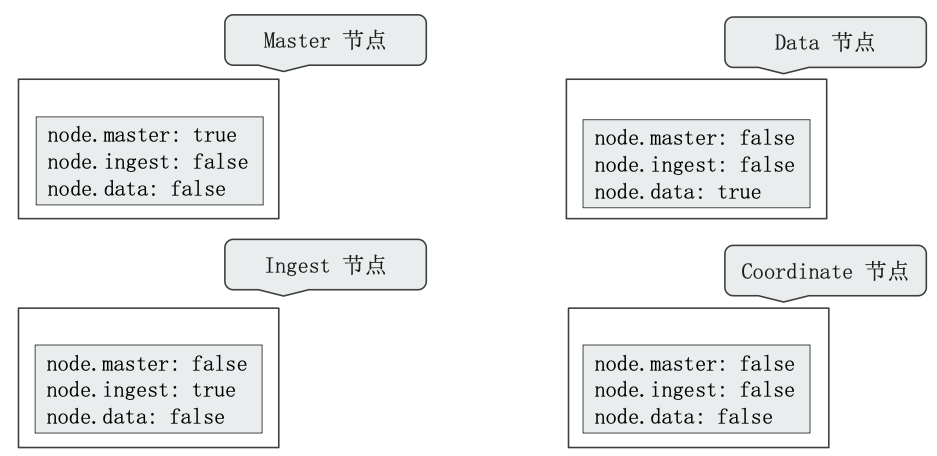 Master 节点
node.master: true
node.ingest: false
node.data: false
Data 节点
node.master: false
node.ingest: false
node.data: true
Ingest 节点
node.master: false
node.ingest: true
node.data: false
Coordinate 节点
node.master: false
node.ingest: false
node.data: false